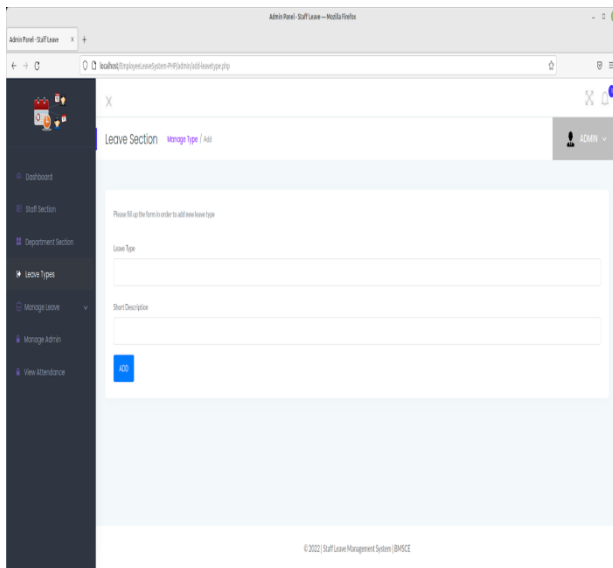 Admin Panel - Staff Leave — Mozilla Firefox
Admin Panel - Staff Leave
localhost/EmployeeLeaveSystem-PHP/admin/add-leavetype.php
Leave Section Manage Type / Add
ADMIN
Dashboard
Staff Section
Department Section
Leave Types
Manage Leave
Manage Admin
View Attendance
Please fill up the form in order to add new leave type
Leave Type
Short Description
ADD
© 2022 | Staff Leave Management System | BMSCE